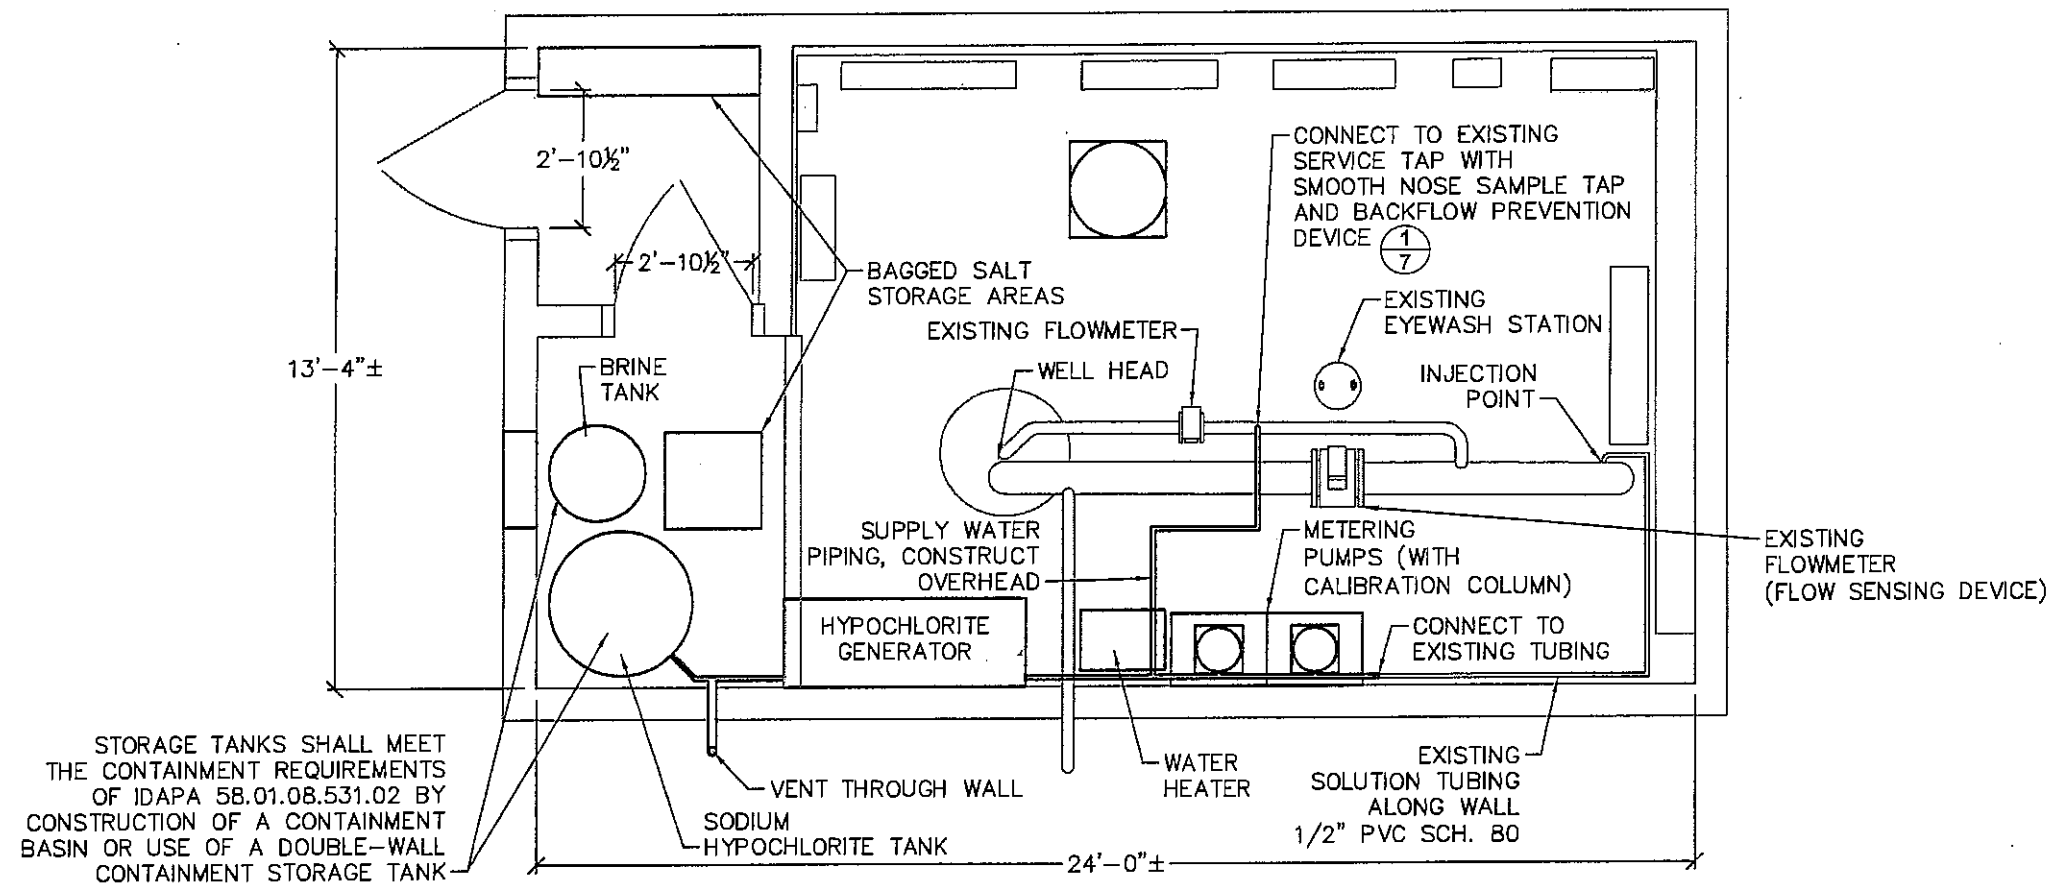 2'-10½"
CONNECT TO EXISTING
SERVICE TAP WITH
SMOOTH NOSE SAMPLE TAP
AND BACKFLOW PREVENTION
DEVICE
1
7
2'-10½"
BAGGED SALT
STORAGE AREAS
EXISTING
EYEWASH STATION
EXISTING FLOWMETER
13'-4"±
BRINE
TANK
WELL HEAD
INJECTION
POINT
SUPPLY WATER
PIPING, CONSTRUCT
OVERHEAD
METERING
PUMPS (WITH
CALIBRATION COLUMN)
EXISTING
FLOWMETER
(FLOW SENSING DEVICE)
HYPOCHLORITE
GENERATOR
CONNECT TO
EXISTING TUBING
STORAGE TANKS SHALL MEET
THE CONTAINMENT REQUIREMENTS
OF IDAPA 58.01.08.531.02 BY
CONSTRUCTION OF A CONTAINMENT
BASIN OR USE OF A DOUBLE-WALL
CONTAINMENT STORAGE TANK
VENT THROUGH WALL
SODIUM
HYPOCHLORITE TANK
WATER
HEATER
EXISTING
SOLUTION TUBING
ALONG WALL
1/2" PVC SCH. 80
24'-0"±